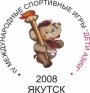 IV МЕЖДУНАРОДНЫЕ СПОРТИВНЫЕ ИГРЫ "ДЕТИ АЗИИ"
2008
ЯКУТСК